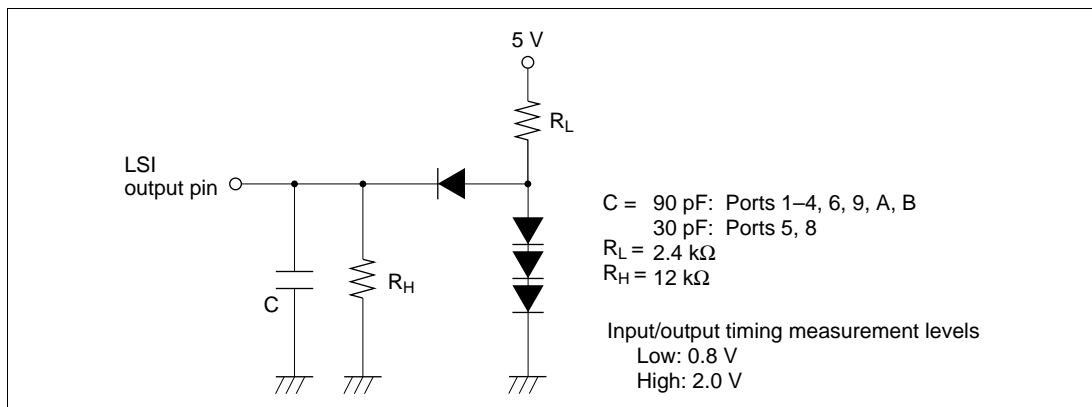 5 V
R_L
LSI
output pin
C
R_H
C = 90 pF: Ports 1–4, 6, 9, A, B
30 pF: Ports 5, 8
R_L = 2.4 kΩ
R_H = 12 kΩ
Input/output timing measurement levels
Low: 0.8 V
High: 2.0 V